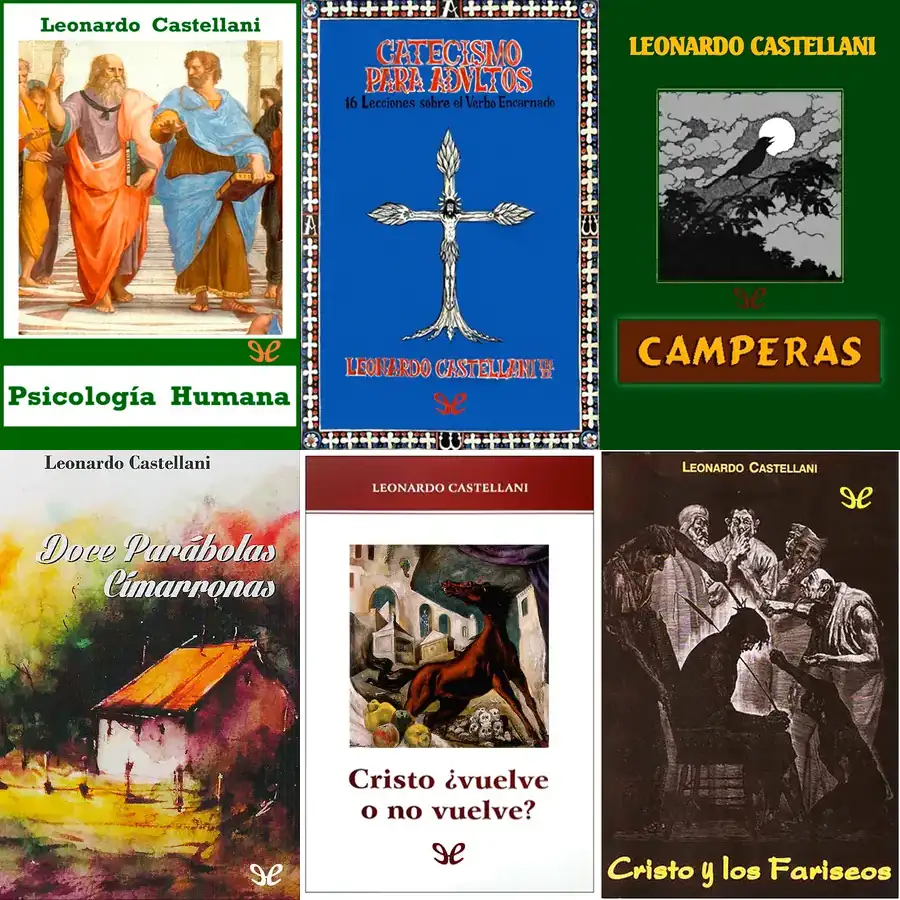 Leonardo Castellani
Psicología Humana
CATECISMO
PARA ADULTOS
16 Lecciones sobre el Verbo Encarnado
LEONARDO CASTELLANI
LEONARDO CASTELLANI
CAMPERAS
Leonardo Castellani
Doce Parábolas
Cimarronas
LEONARDO CASTELLANI
Cristo ¿vuelve
o no vuelve?
LEONARDO CASTELLANI
Cristo y los Fariseos